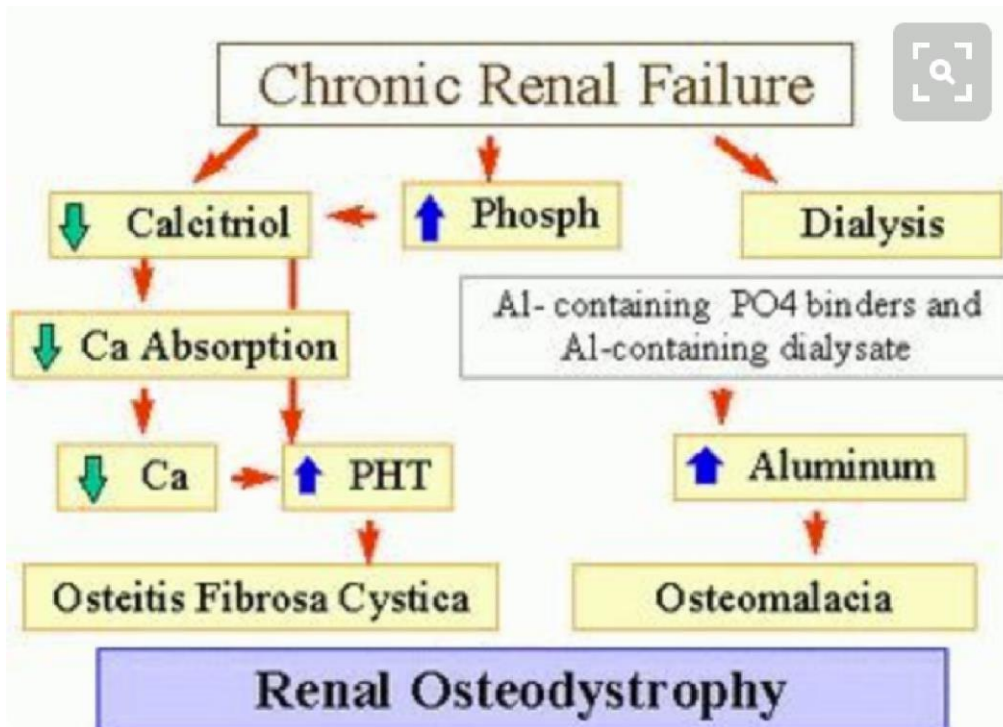 Chronic Renal Failure
Calcitriol
Phosph
Dialysis
Al- containing PO4 binders and
Al-containing dialysate
Ca Absorption
Ca
PHT
Aluminum
Osteitis Fibrosa Cystica
Osteomalacia
Renal Osteodystrophy